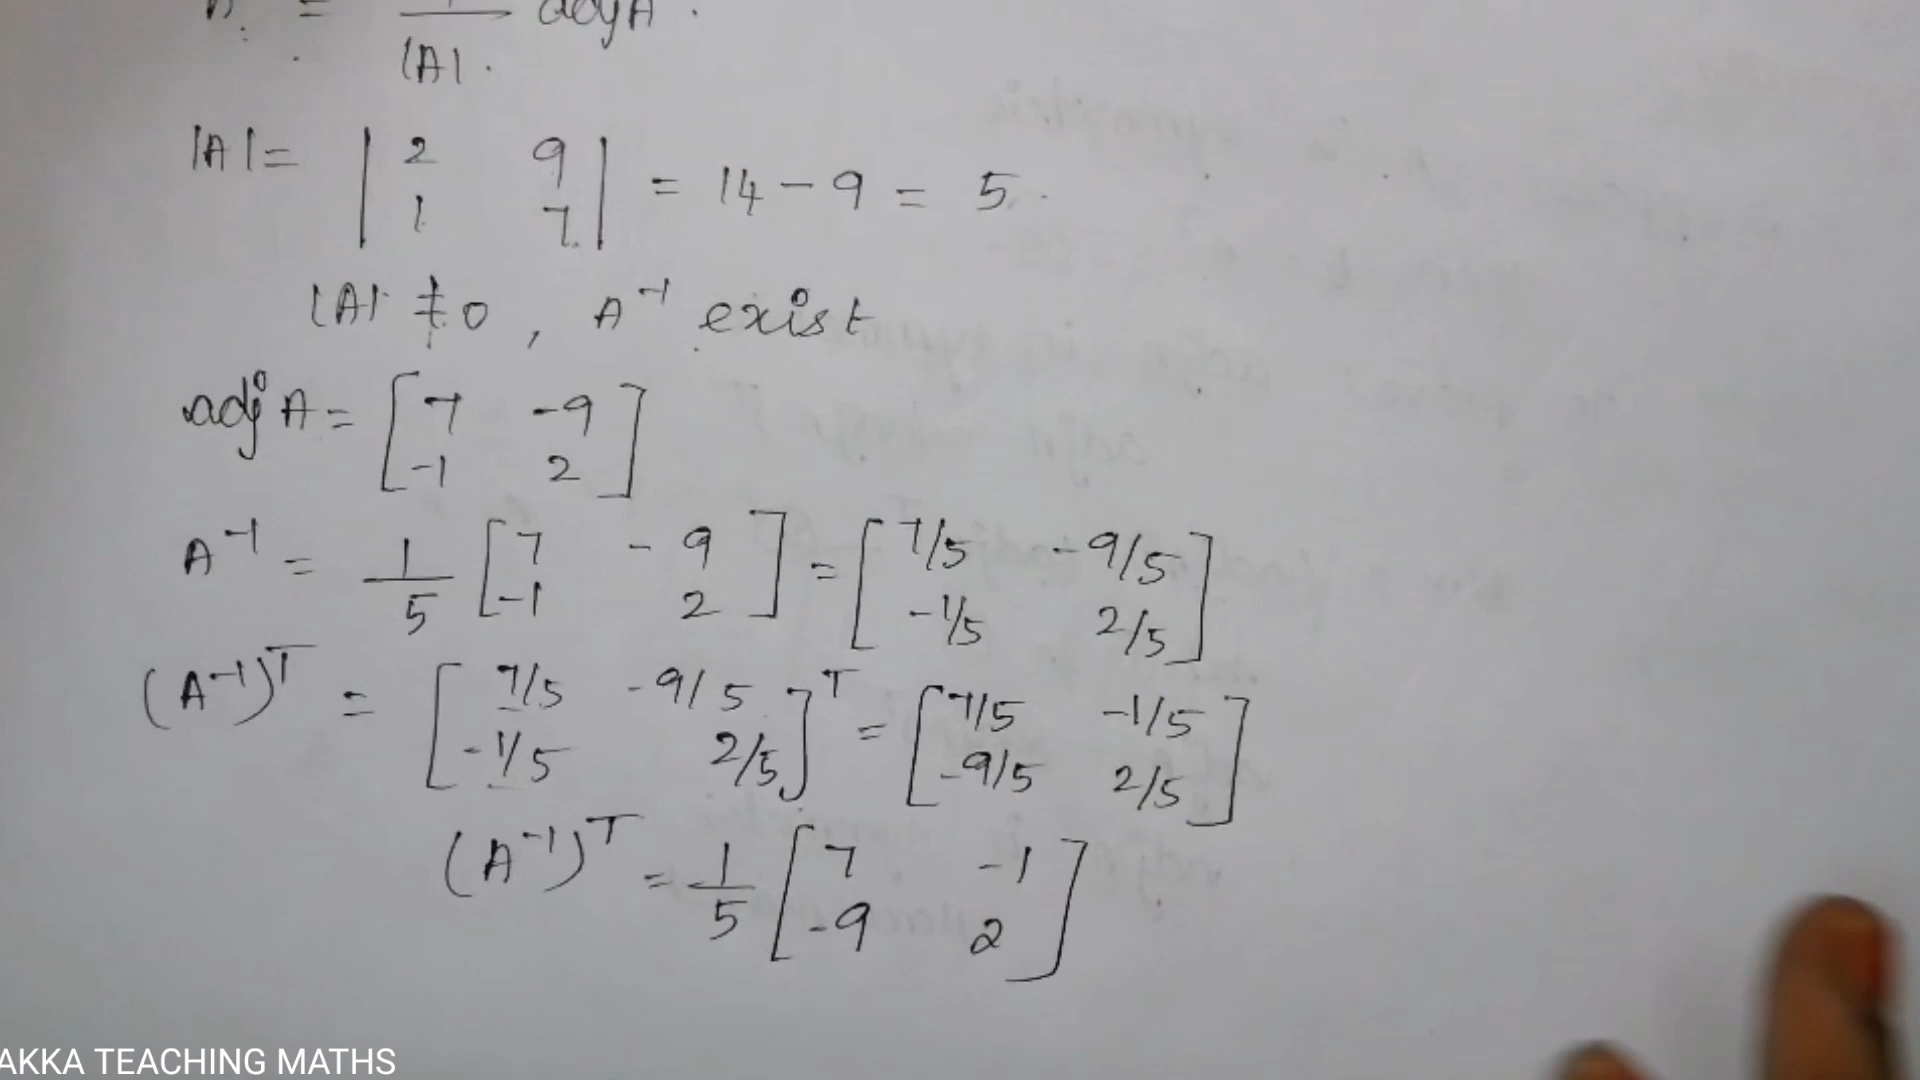 = 1/|A| adj A.
|A| = | 2 9 | = 14 - 9 = 5.
| 1 7 |
|A| ≠ 0, A⁻¹ exist
adj A = [ 7 -9 ]
[ -1 2 ]
A⁻¹ = 1/5 [ 7 -9 ] = [ 7/5 -9/5 ]
[ -1 2 ] [ -1/5 2/5 ]
(A⁻¹)ᵀ = [ 7/5 -9/5 ]ᵀ = [ 7/5 -1/5 ]
[ -1/5 2/5 ] [ -9/5 2/5 ]
(A⁻¹)ᵀ = 1/5 [ 7 -1 ]
[ -9 2 ]
AKKA TEACHING MATHS